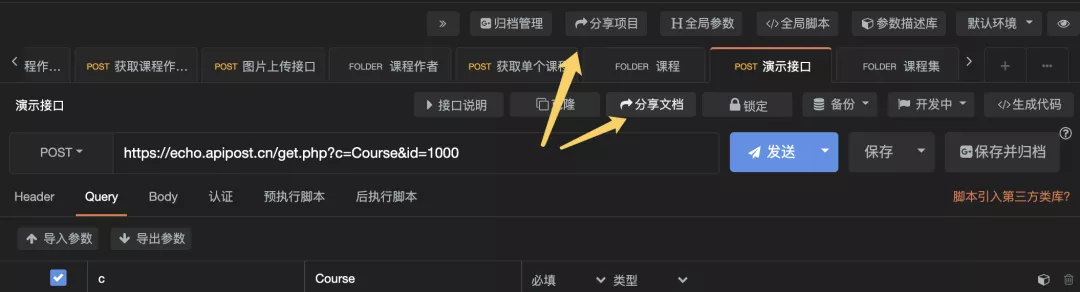 » 归档管理 分享项目 H全局参数 </>全局脚本 参数描述库 默认环境
程作... POST 获取课程作... POST 图片上传接口 FOLDER 课程作者 POST 获取单个课程 FOLDER 课程 POST 演示接口 FOLDER 课程集 + ...
演示接口 接口说明 克隆 分享文档 锁定 备份 开发中 </>生成代码
POST https://echo.apipost.cn/get.php?c=Course&id=1000 发送 保存 保存并归档
Header Query Body 认证 预执行脚本 后执行脚本 脚本引入第三方类库?
导入参数 导出参数
c Course 必填 类型